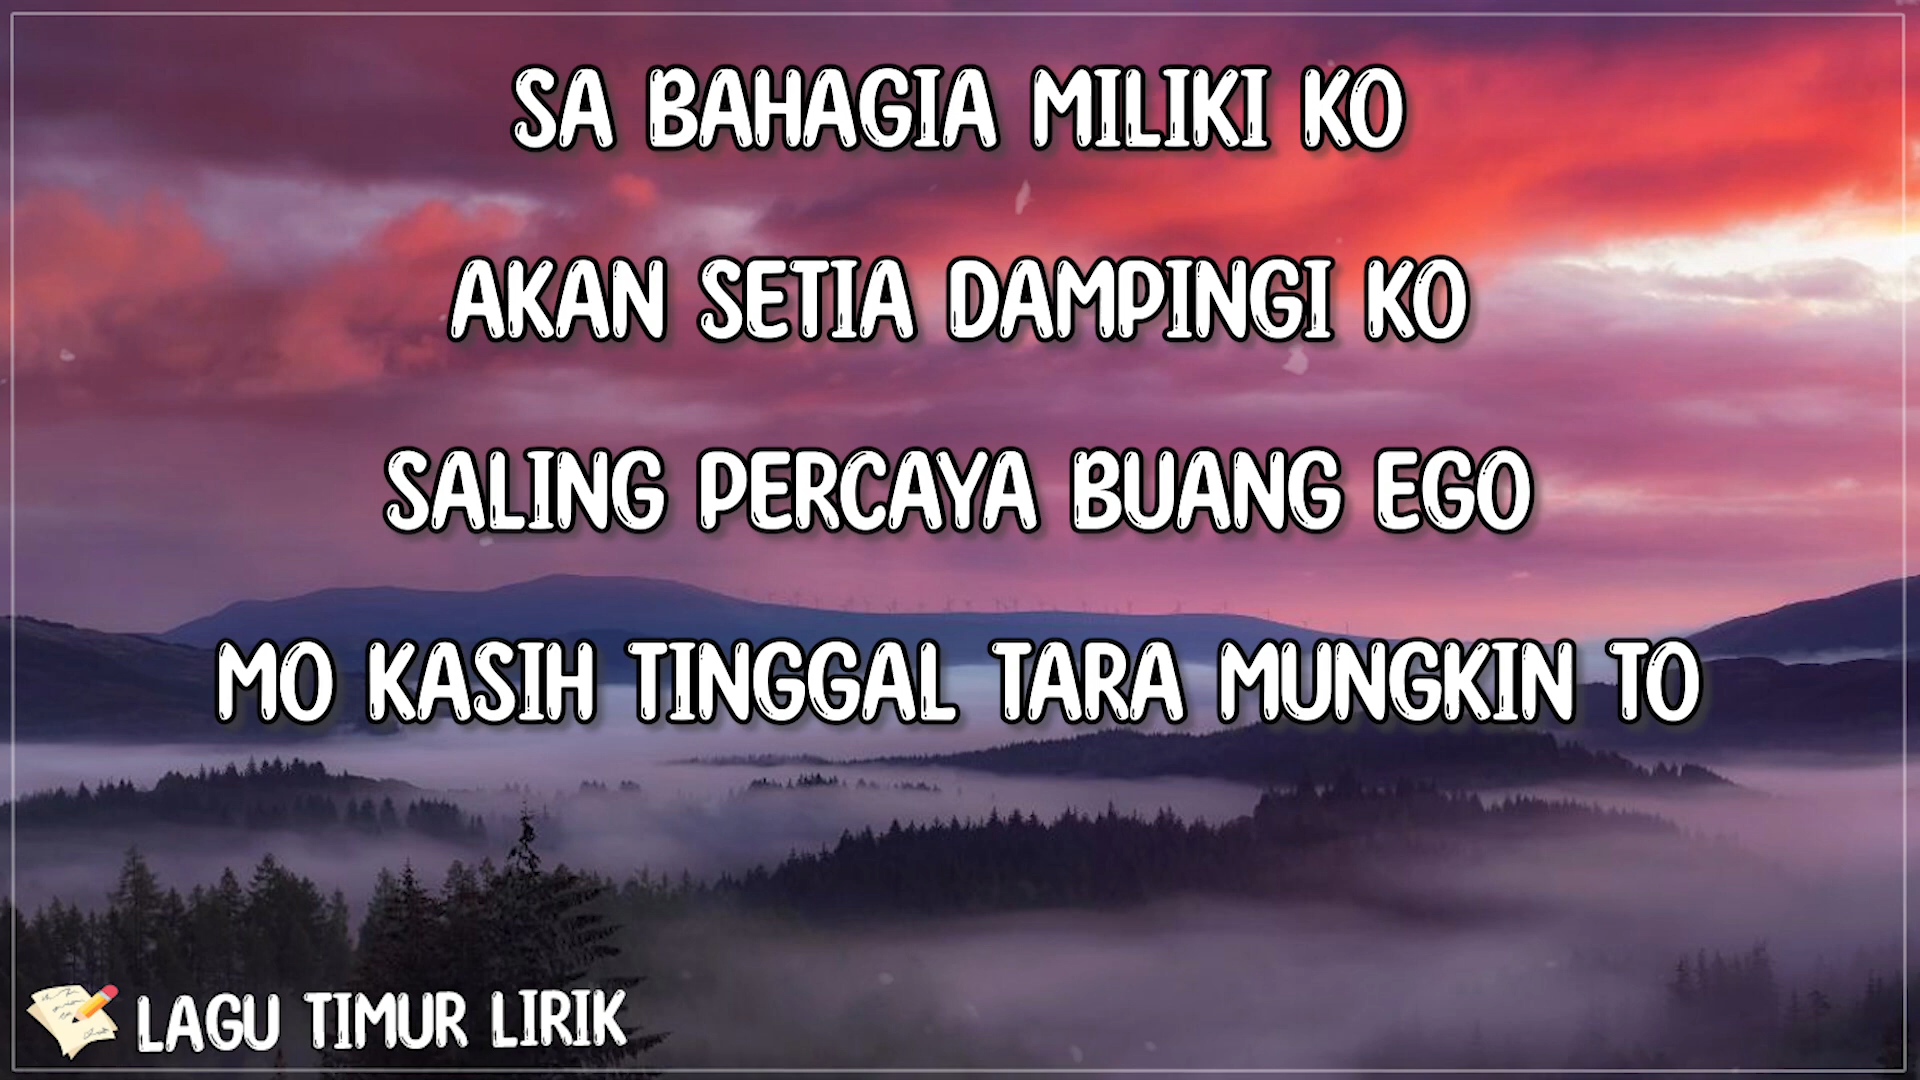 SA BAHAGIA MILIKI KO
AKAN SETIA DAMPINGI KO
SALING PERCAYA BUANG EGO
MO KASIH TINGGAL TARA MUNGKIN TO
LAGU TIMUR LIRIK